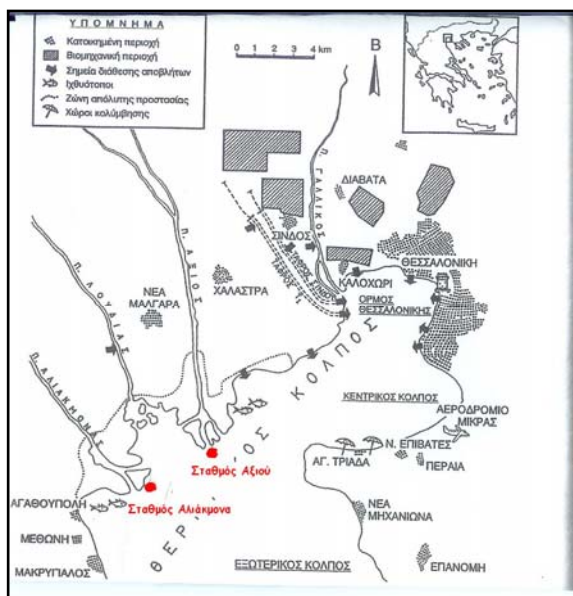 ΥΠΟΜΝΗΜΑ
Κατοικημένη περιοχή
Βιομηχανική περιοχή
Σημεία διάθεσης αποβλήτων
Ιχθυότοποι
Ζώνη απόλυτης προστασίας
Χώροι κολύμβησης
0 1 2 3 4 km
Β
Π. ΓΑΛΛΙΚΟΣ
ΔΙΑΒΑΤΑ
ΣΙΝΔΟΣ
ΘΕΣΣΑΛΟΝΙΚΗ
ΚΑΛΟΧΩΡΙ
ΤΑΦΡΟΣ
ΟΡΜΟΣ
ΘΕΣΣΑΛΟΝΙΚΗΣ
Π. ΑΞΙΟΣ
Π. ΛΟΥΔΙΑΣ
ΝΕΑ
ΜΑΛΓΑΡΑ
ΧΑΛΑΣΤΡΑ
Π. ΑΛΙΑΚΜΟΝΑΣ
ΚΟΛΠΟΣ
ΚΕΝΤΡΙΚΟΣ ΚΟΛΠΟΣ
ΑΕΡΟΔΡΟΜΙΟ
ΜΙΚΡΑΣ
Ν. ΕΠΙΒΑΤΕΣ
ΑΓ. ΤΡΙΑΔΑ
ΠΕΡΑΙΑ
Σταθμός Αξιού
Σταθμός Αλιάκμονα
ΑΓΑΘΟΥΠΟΛΗ
ΜΕΘΩΝΗ
ΜΑΚΡΥΓΙΑΛΟΣ
ΝΕΑ
ΜΗΧΑΝΙΩΝΑ
ΕΞΩΤΕΡΙΚΟΣ ΚΟΛΠΟΣ
ΕΠΑΝΟΜΗ